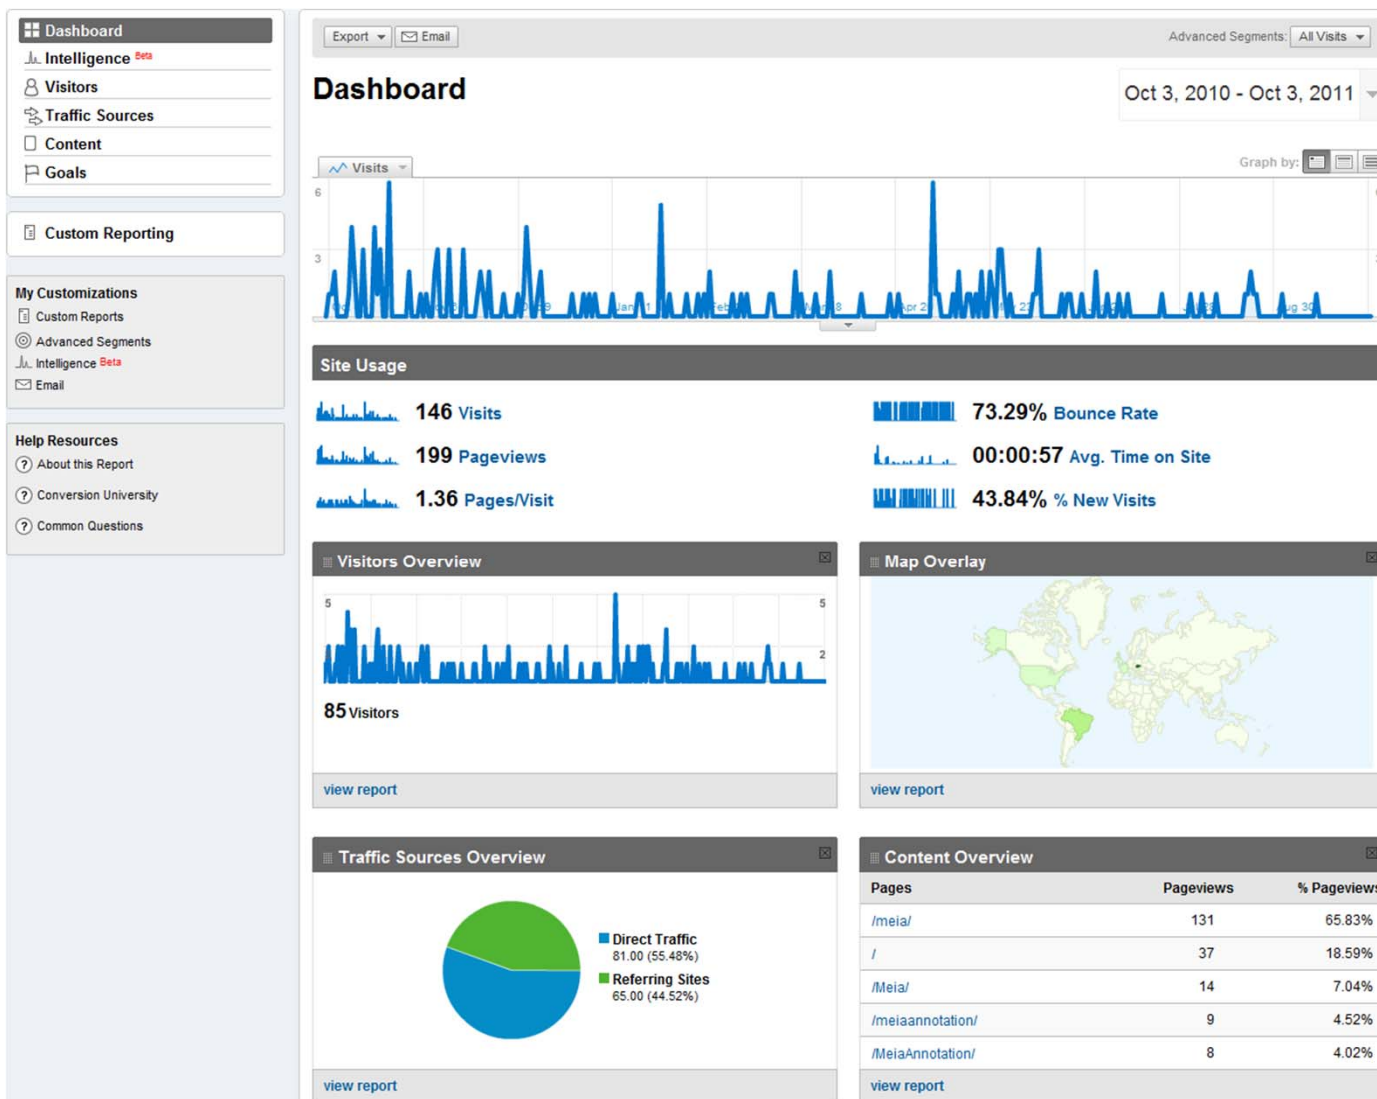 Dashboard
Intelligence Beta
Visitors
Traffic Sources
Content
Goals
Custom Reporting
My Customizations
Custom Reports
Advanced Segments
Intelligence Beta
Email
Help Resources
? About this Report
? Conversion University
? Common Questions
Export Email Advanced Segments: All Visits
Dashboard
Oct 3, 2010 - Oct 3, 2011
Visits Graph by:
6
3
Site Usage
146 Visits 73.29% Bounce Rate
199 Pageviews 00:00:57 Avg. Time on Site
1.36 Pages/Visit 43.84% % New Visits
Visitors Overview
5 5
2
85 Visitors
view report
Map Overlay
view report
Traffic Sources Overview
Direct Traffic
81.00 (55.48%)
Referring Sites
65.00 (44.52%)
view report
Content Overview
Pages Pageviews % Pageviews
/meia/ 131 65.83%
/ 37 18.59%
/Meia/ 14 7.04%
/meiaannotation/ 9 4.52%
/MeiaAnnotation/ 8 4.02%
view report